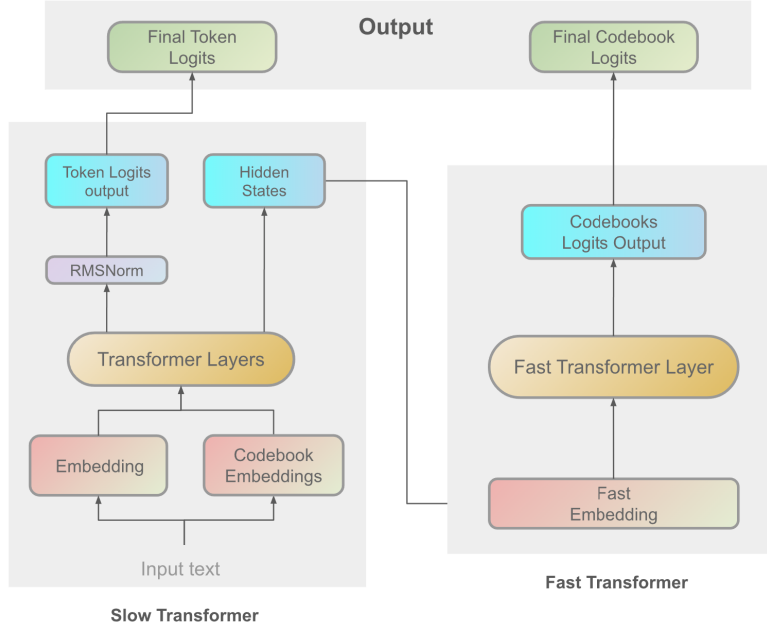 Output
Final Token
Logits
Final Codebook
Logits
Token Logits
output
Hidden
States
RMSNorm
Transformer Layers
Embedding
Codebook
Embeddings
Input text
Slow Transformer
Codebooks
Logits Output
Fast Transformer Layer
Fast
Embedding
Fast Transformer